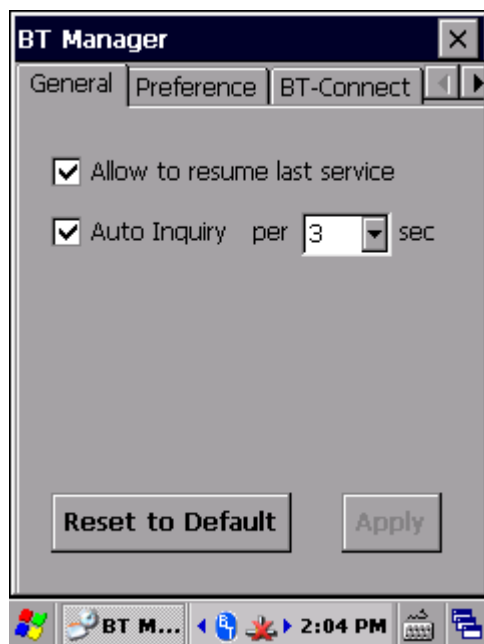 BT Manager
General Preference BT-Connect
Allow to resume last service
Auto Inquiry per 3 sec
Reset to Default Apply
BT M... 2:04 PM